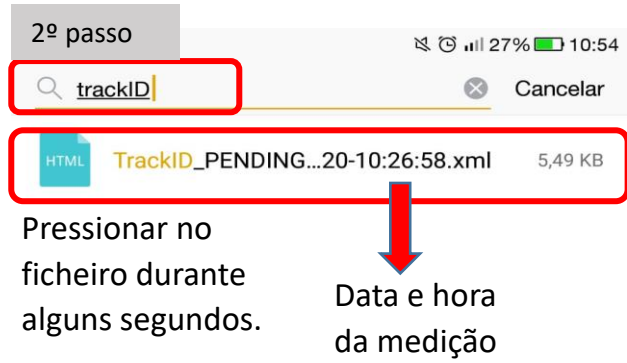 2º passo
27% 10:54
trackID Cancelar
HTML TrackID_PENDING...20-10:26:58.xml 5,49 KB
Pressionar no
ficheiro durante
alguns segundos.
Data e hora
da medição